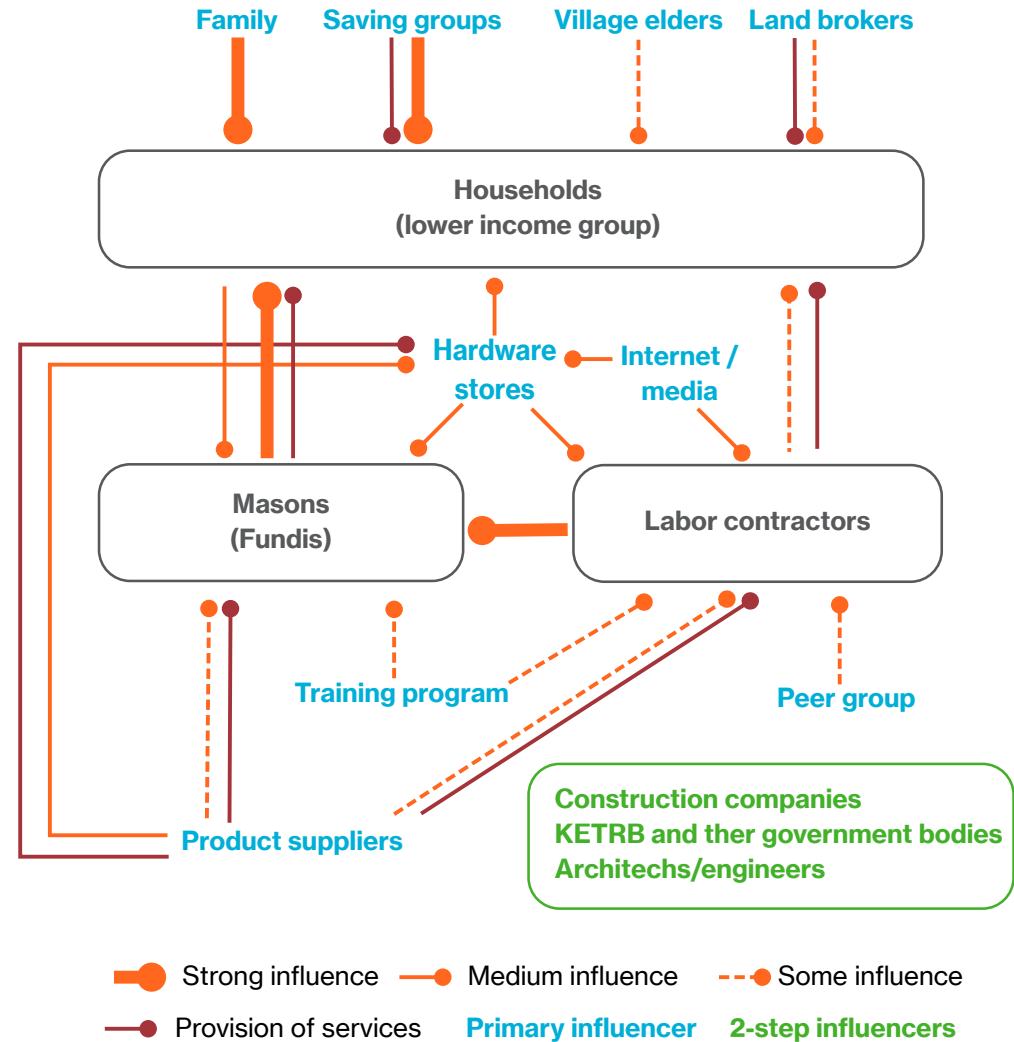 Family
Saving groups
Village elders
Land brokers
Households
(lower income group)
Hardware
stores
Internet /
media
Masons
(Fundis)
Labor contractors
Training program
Peer group
Product suppliers
Construction companies
KETRB and ther government bodies
Architechs/engineers
Strong influence
Medium influence
Some influence
Provision of services
Primary influencer
2-step influencers